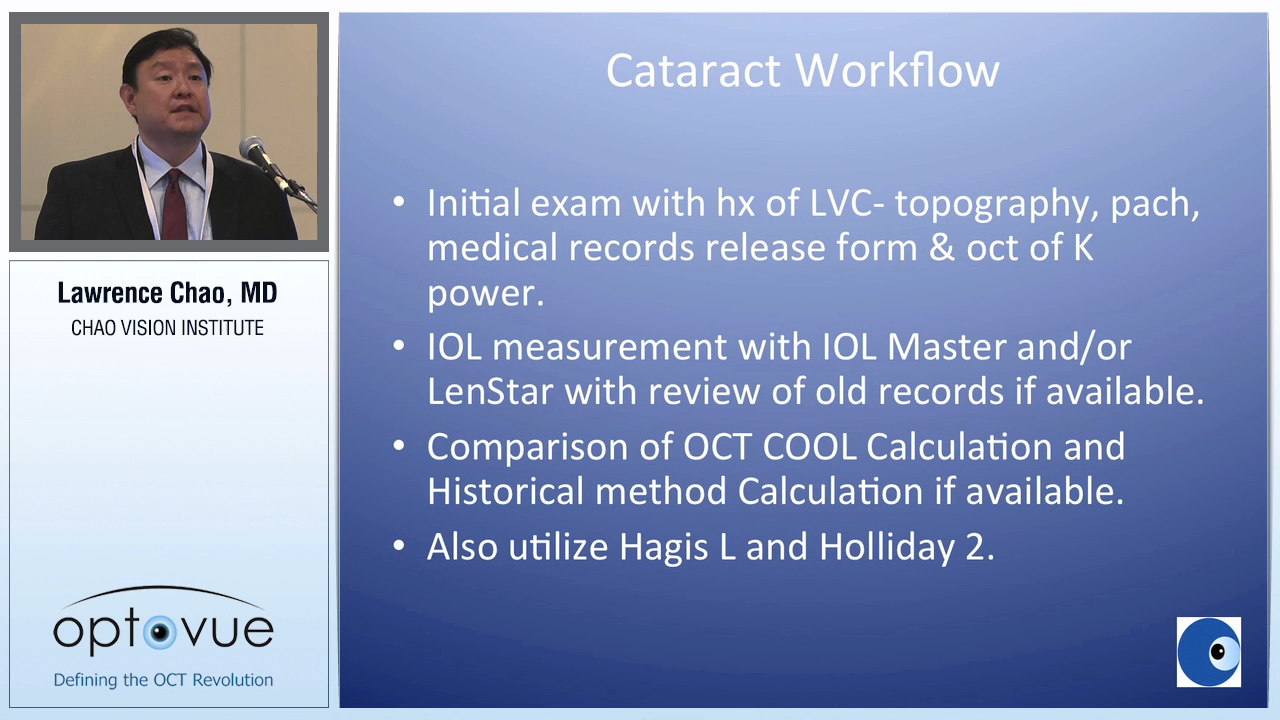 Lawrence Chao, MD
CHAO VISION INSTITUTE
optovue
Defining the OCT Revolution
Cataract Workflow
• Initial exam with hx of LVC- topography, pach,
medical records release form & oct of K
power.
• IOL measurement with IOL Master and/or
LenStar with review of old records if available.
• Comparison of OCT COOL Calculation and
Historical method Calculation if available.
• Also utilize Hagis L and Holliday 2.